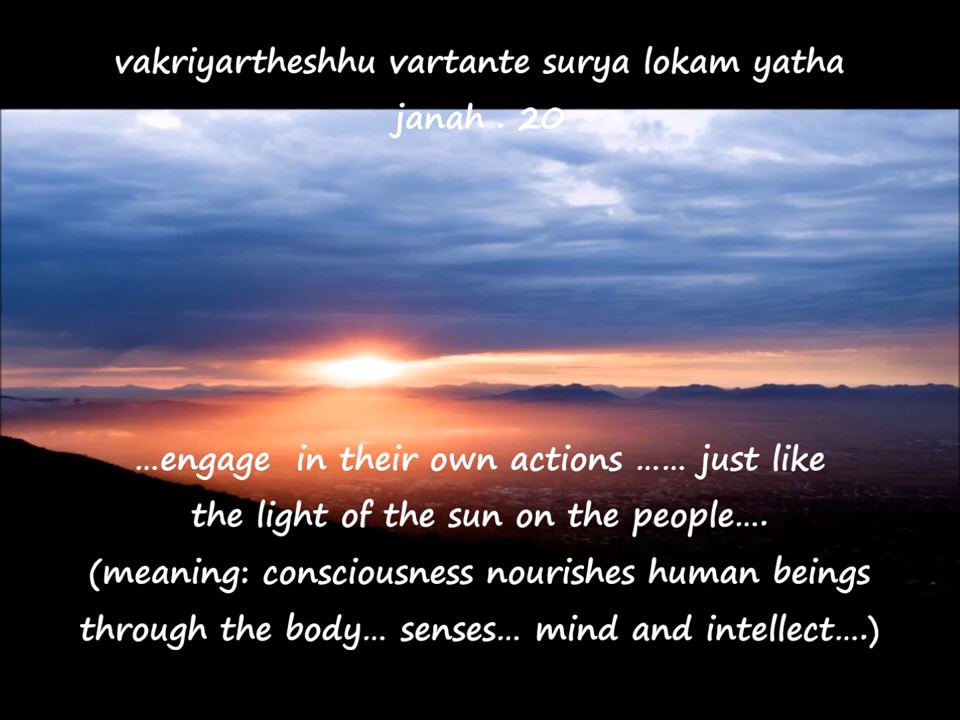 vakriyartheshhu vartante surya lokam yatha
janah . 20
...engage  in their own actions ...... just like
the light of the sun on the people....
(meaning: consciousness nourishes human beings
through the body... senses... mind and intellect....)